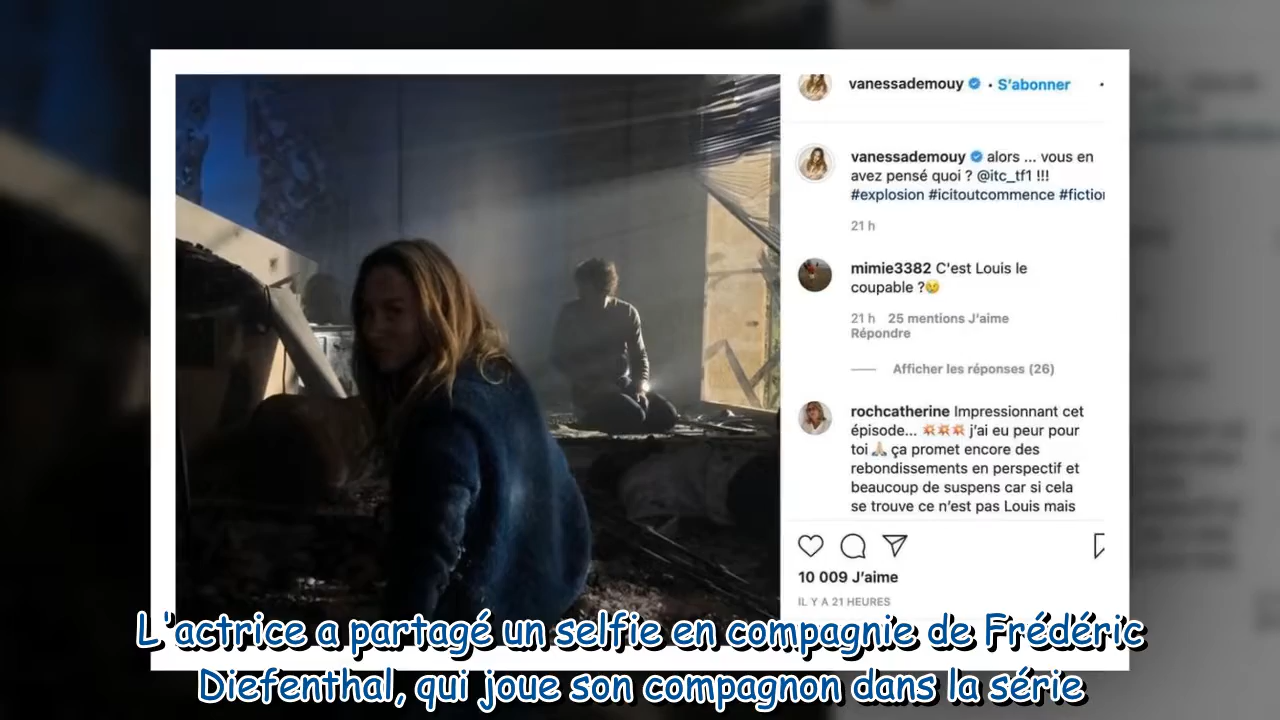 vanessademouy • S'abonner
vanessademouy alors ... vous en
avez pensé quoi ? @itc_tf1 !!!
#explosion #icitoutcommence #fiction
21 h
mimie3382 C'est Louis le
coupable ?😢
21 h 25 mentions J'aime
Répondre
Afficher les réponses (26)
rochcatherine Impressionnant cet
épisode... 💥💥💥 j'ai eu peur pour
toi 🙏🏼 ça promet encore des
rebondissements en perspectif et
beaucoup de suspens car si cela
se trouve ce n'est pas Louis mais
10 009 J'aime
IL Y A 21 HEURES
L'actrice a partagé un selfie en compagnie de Frédéric
Diefenthal, qui joue son compagnon dans la série